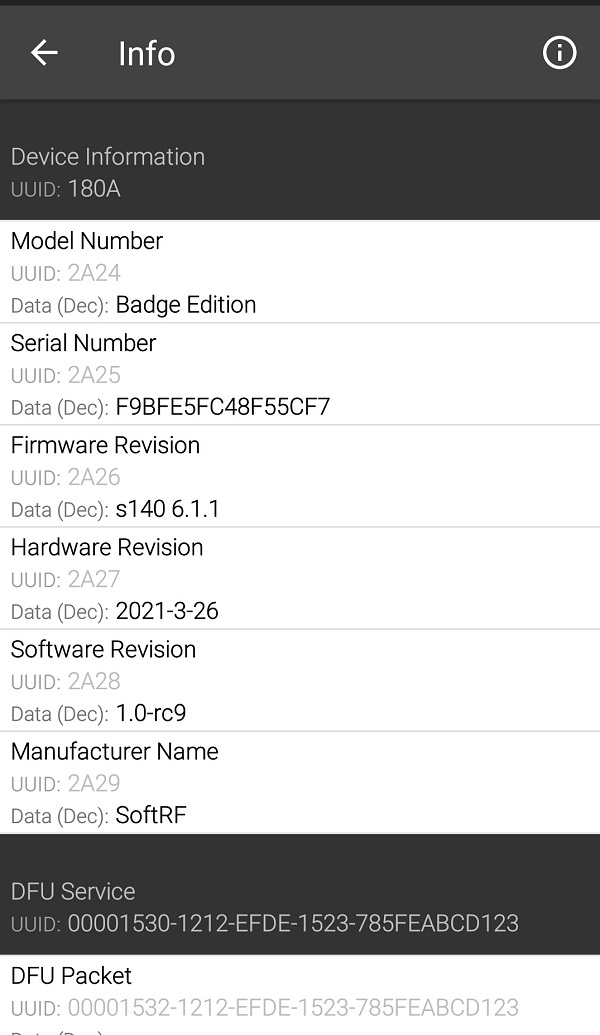 Info
Device Information
UUID: 180A
Model Number
UUID: 2A24
Data (Dec): Badge Edition
Serial Number
UUID: 2A25
Data (Dec): F9BFE5FC48F55CF7
Firmware Revision
UUID: 2A26
Data (Dec): s140 6.1.1
Hardware Revision
UUID: 2A27
Data (Dec): 2021-3-26
Software Revision
UUID: 2A28
Data (Dec): 1.0-rc9
Manufacturer Name
UUID: 2A29
Data (Dec): SoftRF
DFU Service
UUID: 00001530-1212-EFDE-1523-785FEABCD123
DFU Packet
UUID: 00001532-1212-EFDE-1523-785FEABCD123